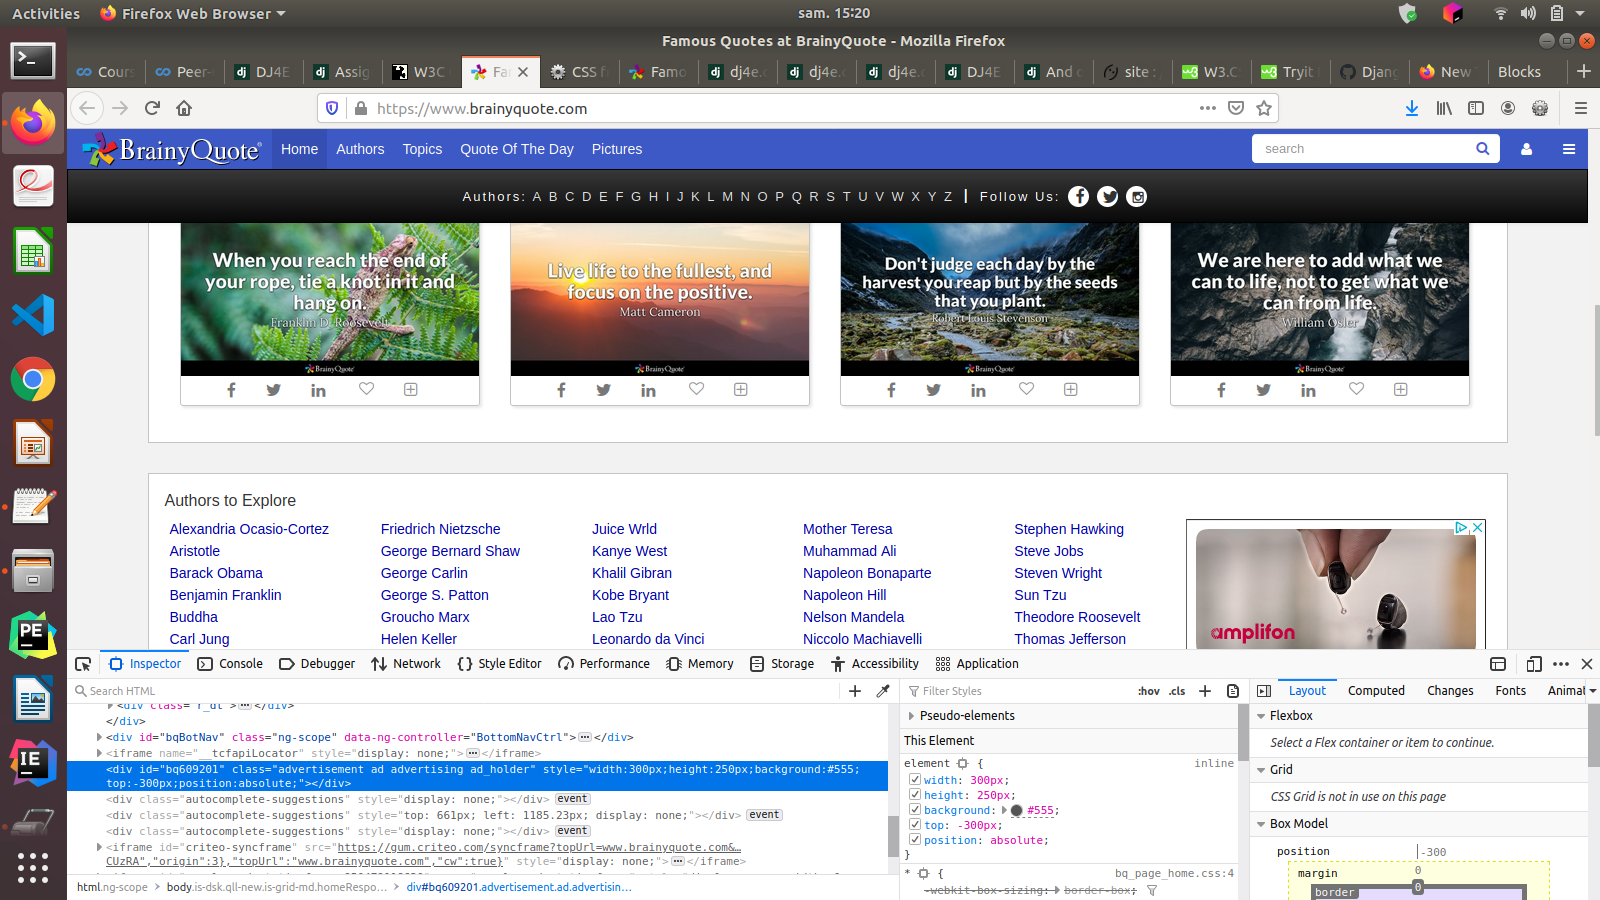 Activities
Firefox Web Browser
sam. 15:20
Famous Quotes at BrainyQuote - Mozilla Firefox
Cours
Peer-
DJ4E
Assig
W3C
Fa
CSS f
Famo
dj4e.c
dj4e.c
dj4e.c
DJ4E
And c
site :
W3.C
Tryit
Djang
New
Blocks
https://www.brainyquote.com
BrainyQuote
Home
Authors
Topics
Quote Of The Day
Pictures
search
Authors: A B C D E F G H I J K L M N O P Q R S T U V W X Y Z | Follow Us:
When you reach the end of
your rope, tie a knot in it and
hang on.
Franklin D. Roosevelt
BrainyQuote
Live life to the fullest, and
focus on the positive.
Matt Cameron
BrainyQuote
Don't judge each day by the
harvest you reap but by the seeds
that you plant.
Robert Louis Stevenson
BrainyQuote
We are here to add what we
can to life, not to get what we
can from life.
William Osler
BrainyQuote
Authors to Explore
Alexandria Ocasio-Cortez
Friedrich Nietzsche
Juice Wrld
Mother Teresa
Stephen Hawking
Aristotle
George Bernard Shaw
Kanye West
Muhammad Ali
Steve Jobs
Barack Obama
George Carlin
Khalil Gibran
Napoleon Bonaparte
Steven Wright
Benjamin Franklin
George S. Patton
Kobe Bryant
Napoleon Hill
Sun Tzu
Buddha
Groucho Marx
Lao Tzu
Nelson Mandela
Theodore Roosevelt
Carl Jung
Helen Keller
Leonardo da Vinci
Niccolo Machiavelli
Thomas Jefferson
amplifon
Inspector
Console
Debugger
Network
Style Editor
Performance
Memory
Storage
Accessibility
Application
Search HTML
<div class="r_dt"> </div>
</div>
<div id="bqBotNav" class="ng-scope" data-ng-controller="BottomNavCtrl"> </div>
<iframe name="__tcfapiLocator" style="display: none;"> </iframe>
<div id="bq609201" class="advertisement ad advertising ad_holder" style="width:300px;height:250px;background:#555;
top:-300px;position:absolute;"></div>
<div class="autocomplete-suggestions" style="display: none;"></div> event
<div class="autocomplete-suggestions" style="top: 661px; left: 1185.23px; display: none;"></div> event
<div class="autocomplete-suggestions" style="display: none;"></div> event
<iframe id="criteo-syncframe" src="https://gum.criteo.com/syncframe?topUrl=www.brainyquote.com&…
CUzRA","origin":3},"topUrl":"www.brainyquote.com","cw":true}" style="display: none;"> </iframe>
html.ng-scope
body.is-dsk.qll-new.is-grid-md.homeRespo…
div#bq609201.advertisement.ad.advertisin…
Filter Styles
:hov .cls
Pseudo-elements
This Element
element { inline
width: 300px;
height: 250px;
background: #555;
top: -300px;
position: absolute;
}
* { bq_page_home.css:4
-webkit-box-sizing: border-box;
Layout
Computed
Changes
Fonts
Animat
Flexbox
Select a Flex container or item to continue.
Grid
CSS Grid is not in use on this page
Box Model
position
-300
margin
0
border
0